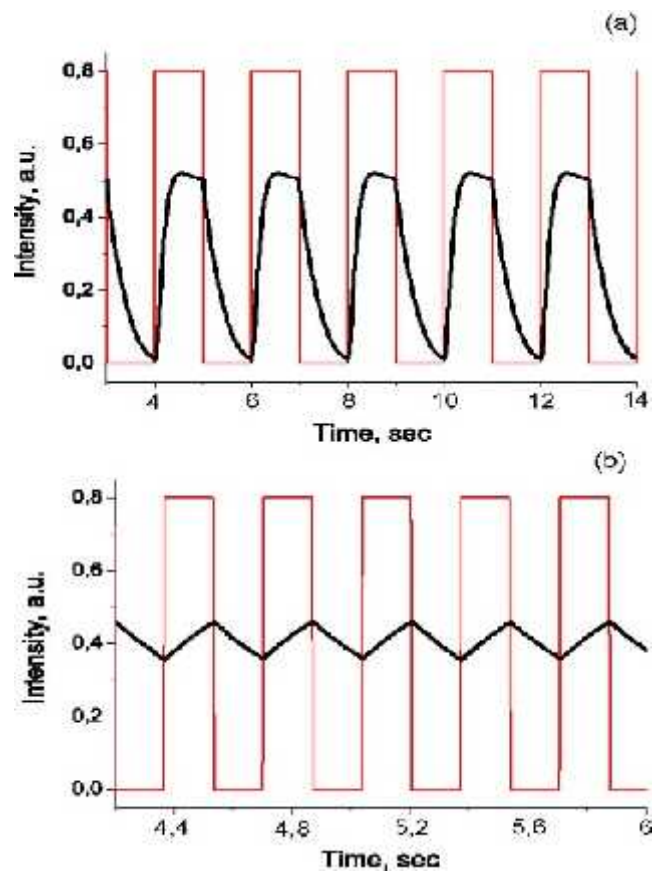 (a)
0,8
0,6
0,4
0,2
0,0
Intensity, a.u.
4 6 8 10 12 14
Time, sec
(b)
0,8
0,6
0,4
0,2
0,0
Intensity, a.u.
4,4 4,8 5,2 5,6 6
Time, sec